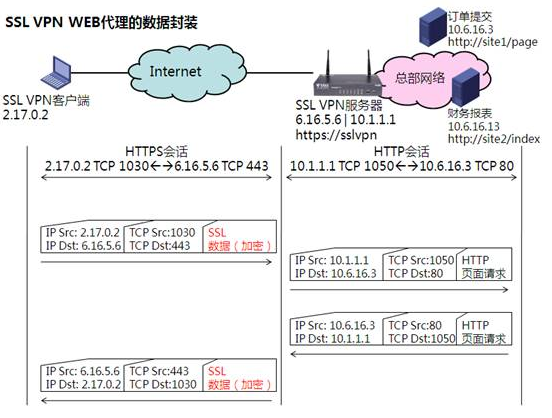 SSL VPN WEB代理的数据封装
订单提交
10.6.16.3
http://site1/page
Internet
总部网络
SSL VPN客户端
2.17.0.2
SSL VPN服务器
6.16.5.6 | 10.1.1.1
https://sslvpn
财务报表
10.6.16.13
http://site2/index
HTTPS会话
2.17.0.2 TCP 1030<->6.16.5.6 TCP 443
HTTP会话
10.1.1.1 TCP 1050<->10.6.16.3 TCP 80
IP Src: 2.17.0.2 TCP Src:1030 SSL
IP Dst: 6.16.5.6 TCP Dst:443 数据(加密)
IP Src: 10.1.1.1 TCP Src:1050 HTTP
IP Dst: 10.6.16.3 TCP Dst:80 页面请求
IP Src: 10.6.16.3 TCP Src:80 HTTP
IP Dst: 10.1.1.1 TCP Dst:1050 页面请求
IP Src: 6.16.5.6 TCP Src:443 SSL
IP Dst: 2.17.0.2 TCP Dst:1030 数据(加密)